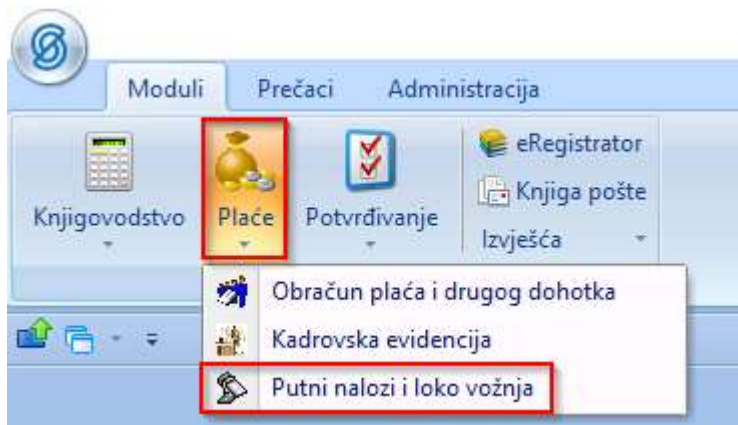 Moduli Prečaci Administracija
Knjigovodstvo
Plaće
Potvrđivanje
eRegistrator
Knjiga pošte
Izvješća
Obračun plaća i drugog dohotka
Kadrovska evidencija
Putni nalozi i loko vožnja